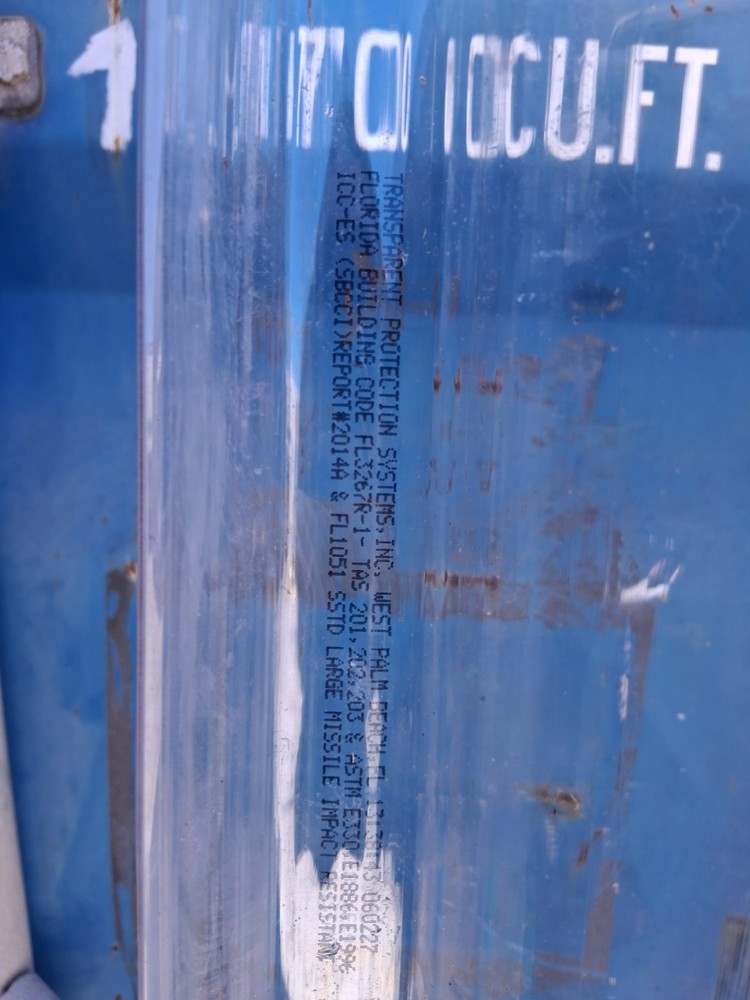 CU.FT.
TRANSPARENT PROTECTION SYSTEMS,INC, WEST PALM BEACH,FL 060227
FLORIDA BUILDING CODE FL3267R-1- TAS 201,202,203 & ASTM E330,E1886,E1996
ICC-ES (SBCCI)REPORT#2014A & FL1051 SSTD LARGE MISSILE IMPACT RESISTANT